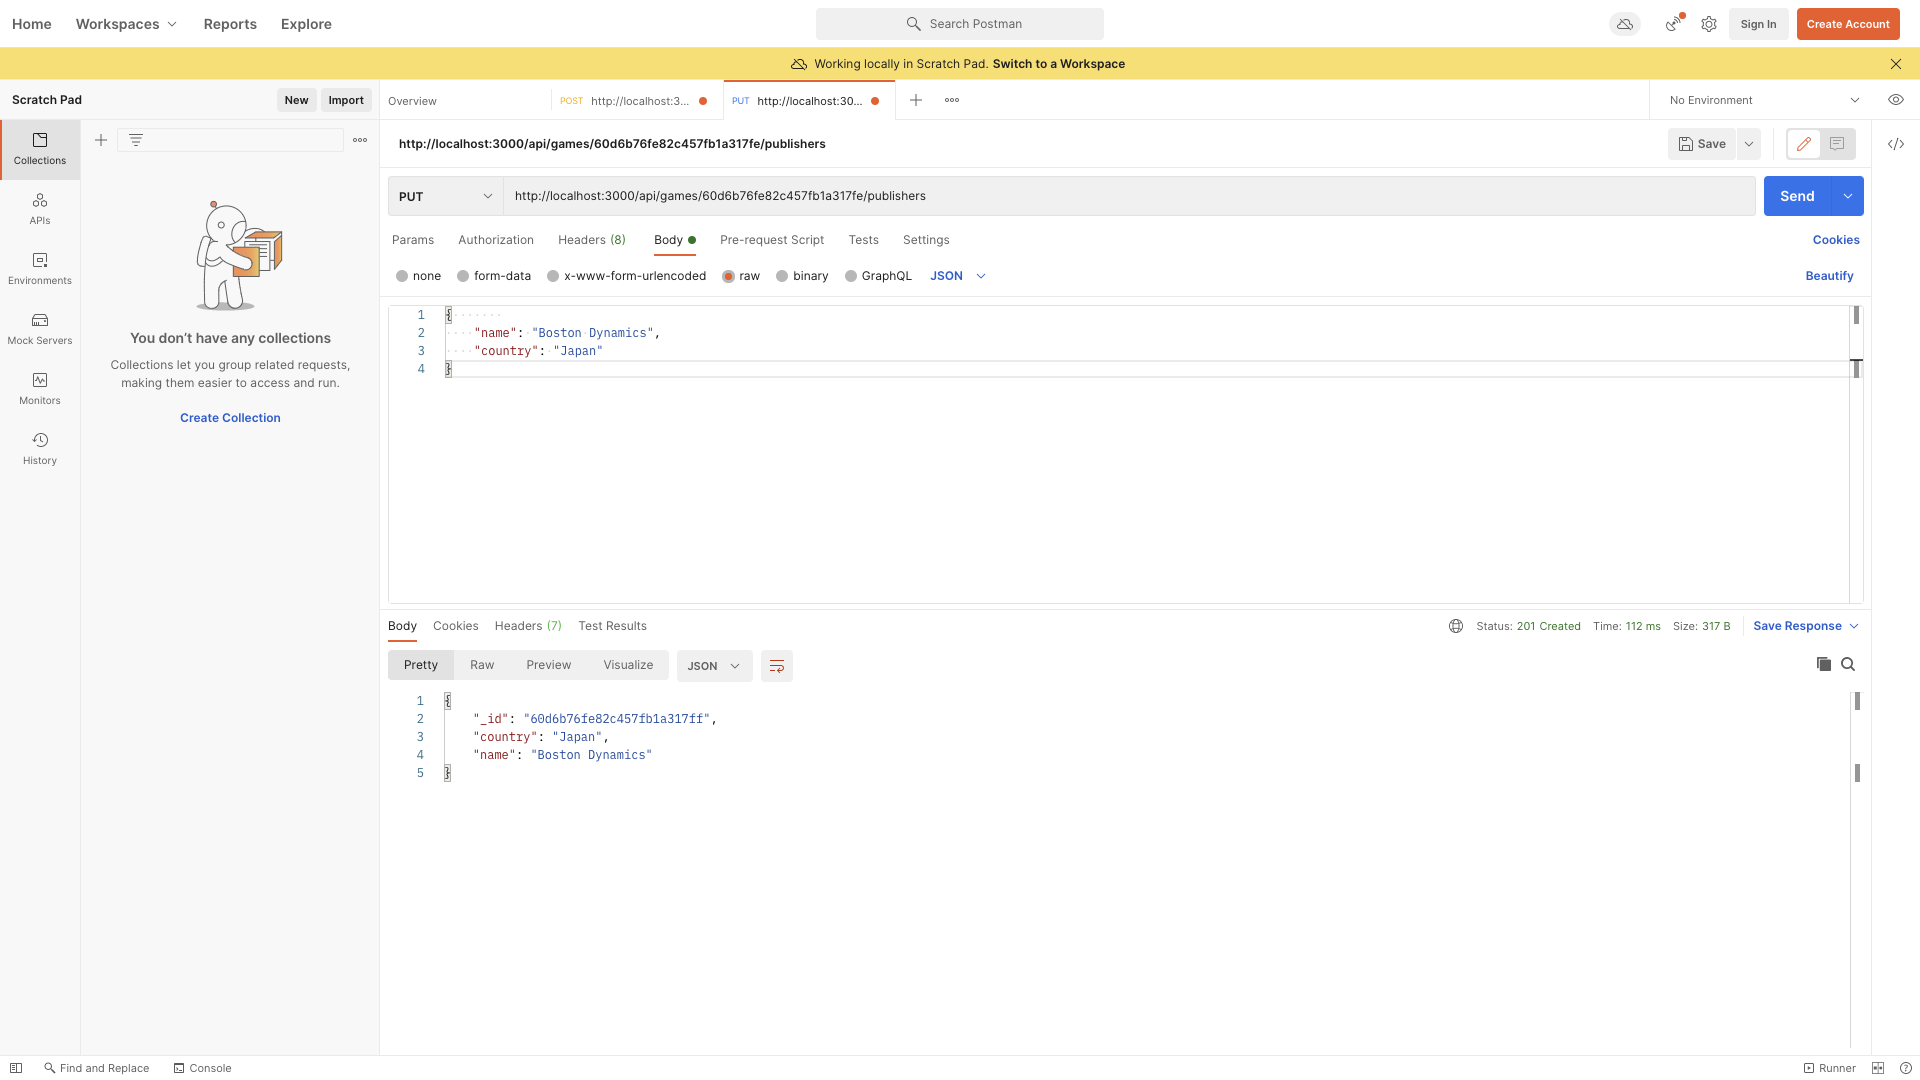 Home
Workspaces
Reports
Explore
Search Postman
Sign In
Create Account
Working locally in Scratch Pad. Switch to a Workspace
Scratch Pad
New
Import
Overview
POST http://localhost:3...
PUT http://localhost:30...
No Environment
Collections
APIs
Environments
Mock Servers
Monitors
History
You don’t have any collections
Collections let you group related requests,
making them easier to access and run.
Create Collection
http://localhost:3000/api/games/60d6b76fe82c457fb1a317fe/publishers
Save
PUT
http://localhost:3000/api/games/60d6b76fe82c457fb1a317fe/publishers
Send
Params
Authorization
Headers (8)
Body
Pre-request Script
Tests
Settings
Cookies
none
form-data
x-www-form-urlencoded
raw
binary
GraphQL
JSON
Beautify
1 {
2 "name": "Boston Dynamics",
3 "country": "Japan"
4 }
Body
Cookies
Headers (7)
Test Results
Status: 201 Created
Time: 112 ms
Size: 317 B
Save Response
Pretty
Raw
Preview
Visualize
JSON
1 {
2 "_id": "60d6b76fe82c457fb1a317ff",
3 "country": "Japan",
4 "name": "Boston Dynamics"
5 }
Find and Replace
Console
Runner